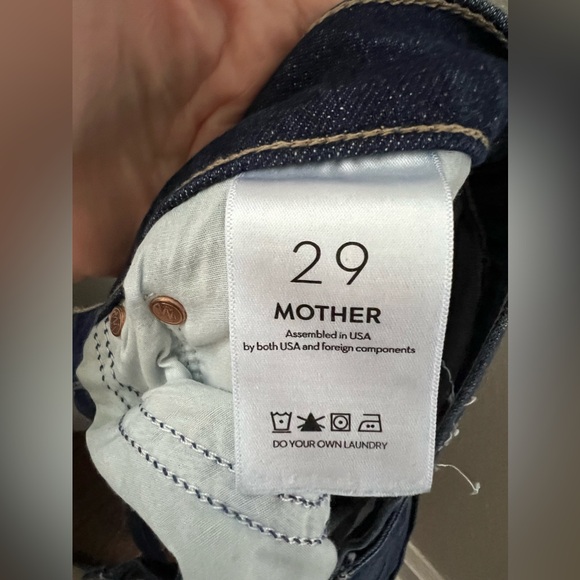 29
MOTHER
Assembled in USA
by both USA and foreign components
DO YOUR OWN LAUNDRY